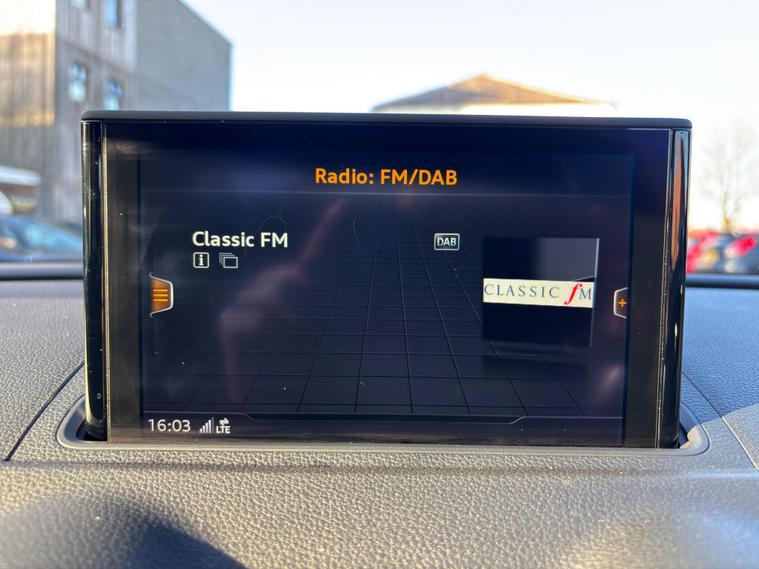 Radio: FM/DAB
Classic FM
DAB
CLASSIC fM
16:03
LTE